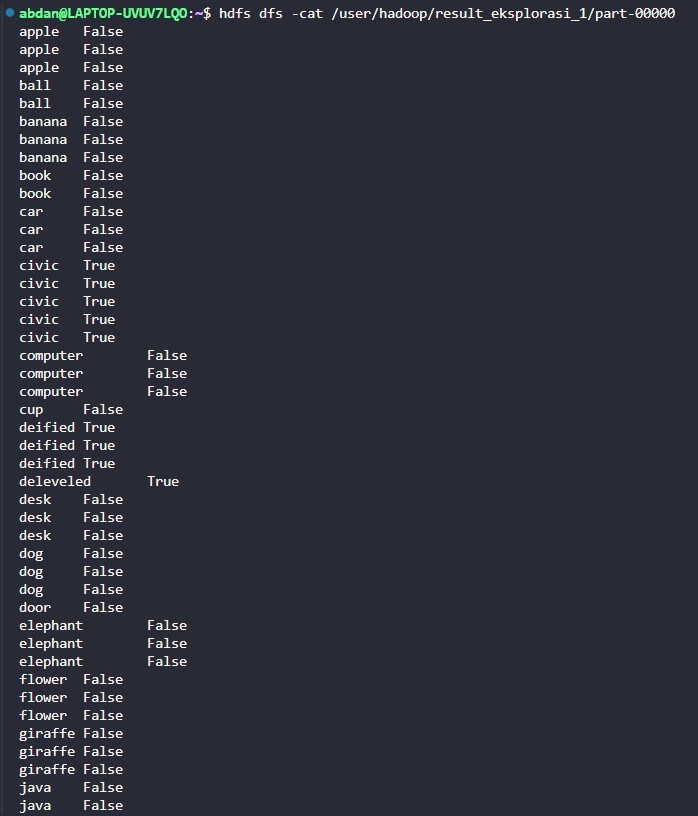 abdan@LAPTOP-UVUV7LQO:~$ hdfs dfs -cat /user/hadoop/result_eksplorasi_1/part-00000
apple	False
apple	False
apple	False
ball	False
ball	False
banana	False
banana	False
banana	False
book	False
book	False
car	False
car	False
car	False
civic	True
civic	True
civic	True
civic	True
civic	True
computer	False
computer	False
computer	False
cup	False
deified	True
deified	True
deified	True
deleveled	True
desk	False
desk	False
desk	False
dog	False
dog	False
dog	False
door	False
elephant	False
elephant	False
elephant	False
flower	False
flower	False
flower	False
giraffe	False
giraffe	False
giraffe	False
java	False
java	False